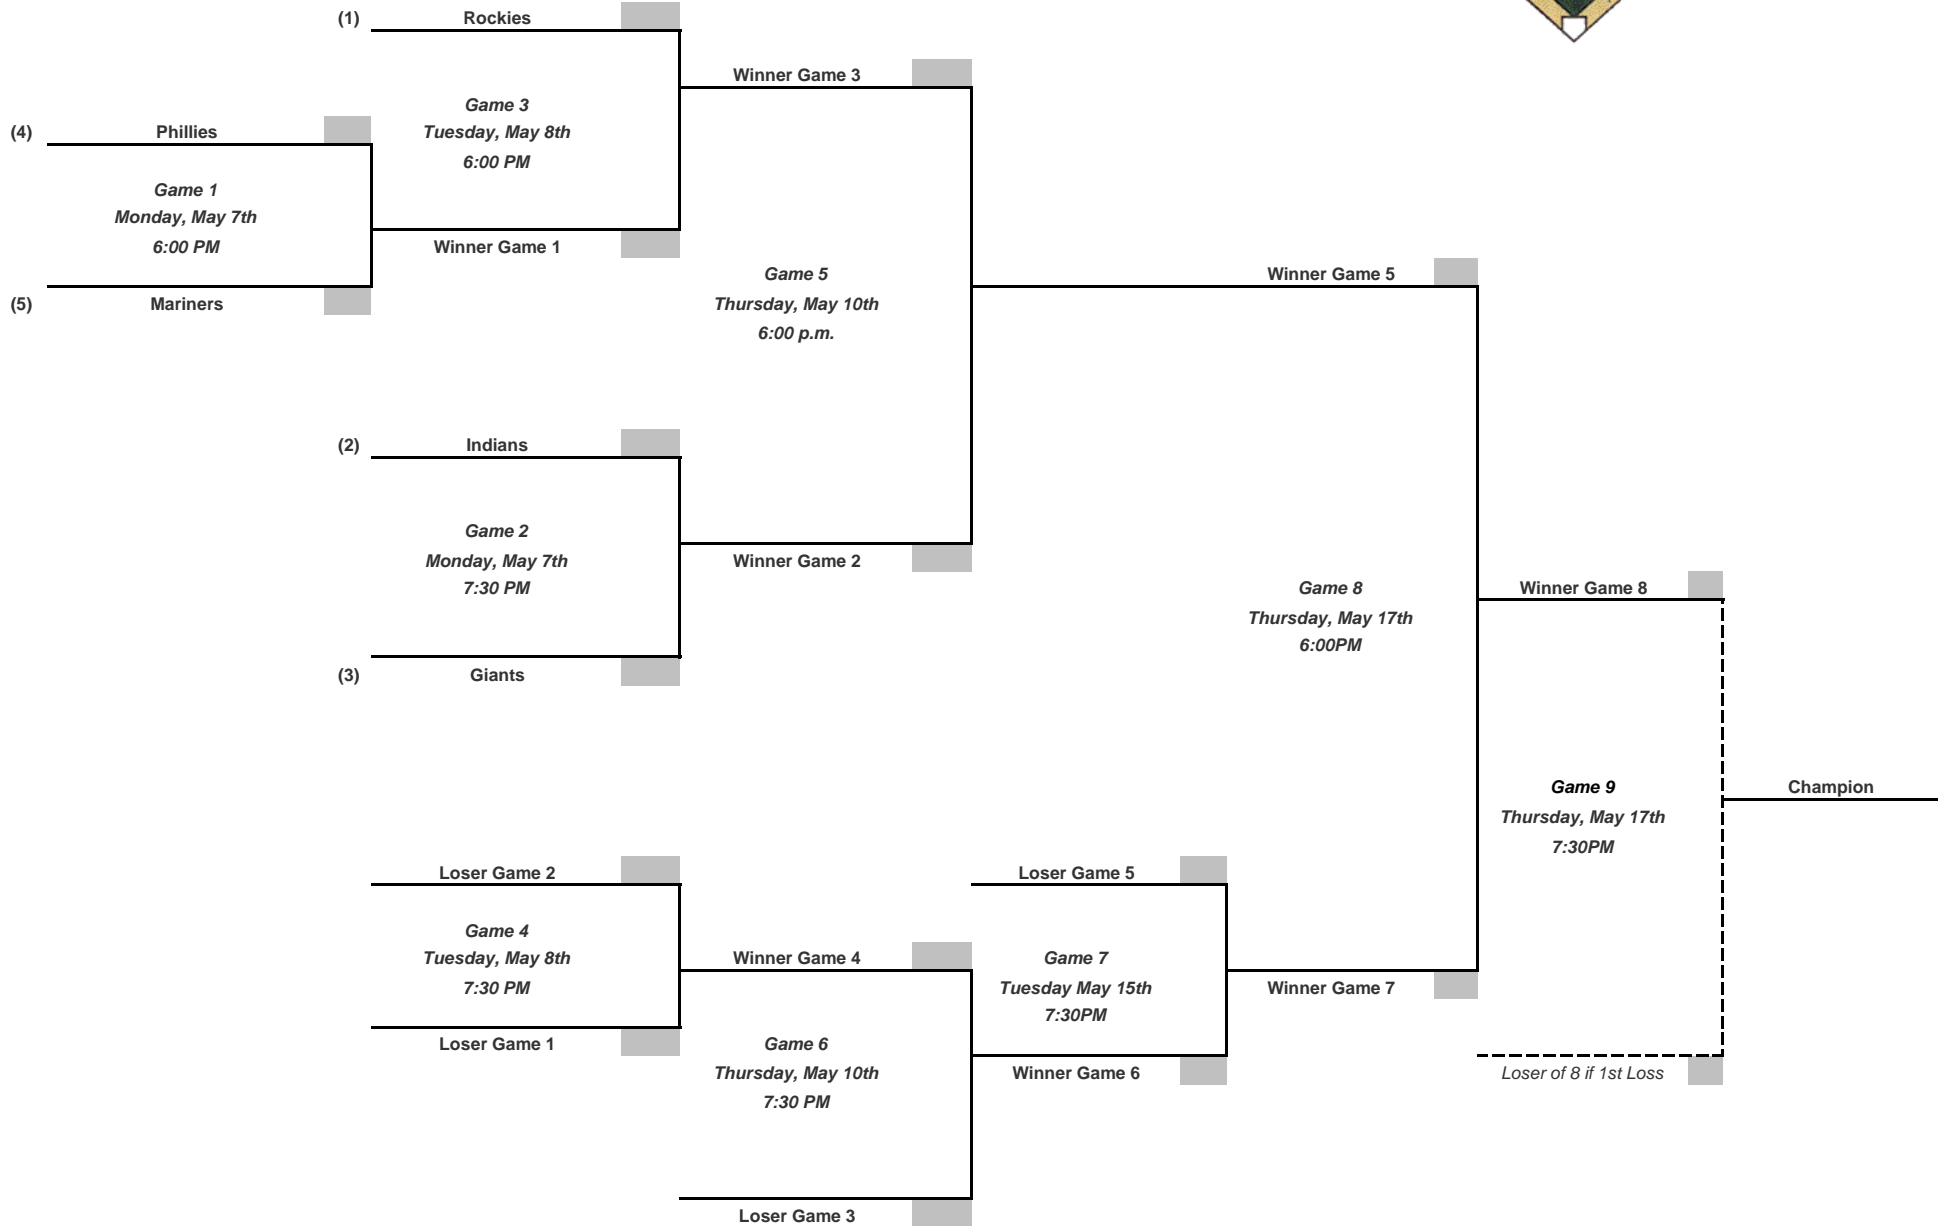 (1) Rockies
Winner Game 3
Game 3
Tuesday, May 8th
6:00 PM
(4) Phillies
Game 1
Monday, May 7th
6:00 PM
Winner Game 1
(5) Mariners
Game 5
Thursday, May 10th
6:00 p.m.
Winner Game 5
(2) Indians
Game 2
Monday, May 7th
7:30 PM
Winner Game 2
(3) Giants
Game 8
Thursday, May 17th
6:00PM
Winner Game 8
Game 9
Thursday, May 17th
7:30PM
Champion
Loser Game 2
Game 4
Tuesday, May 8th
7:30 PM
Loser Game 1
Winner Game 4
Game 6
Thursday, May 10th
7:30 PM
Loser Game 3
Loser Game 5
Game 7
Tuesday May 15th
7:30PM
Winner Game 6
Winner Game 7
Loser of 8 if 1st Loss